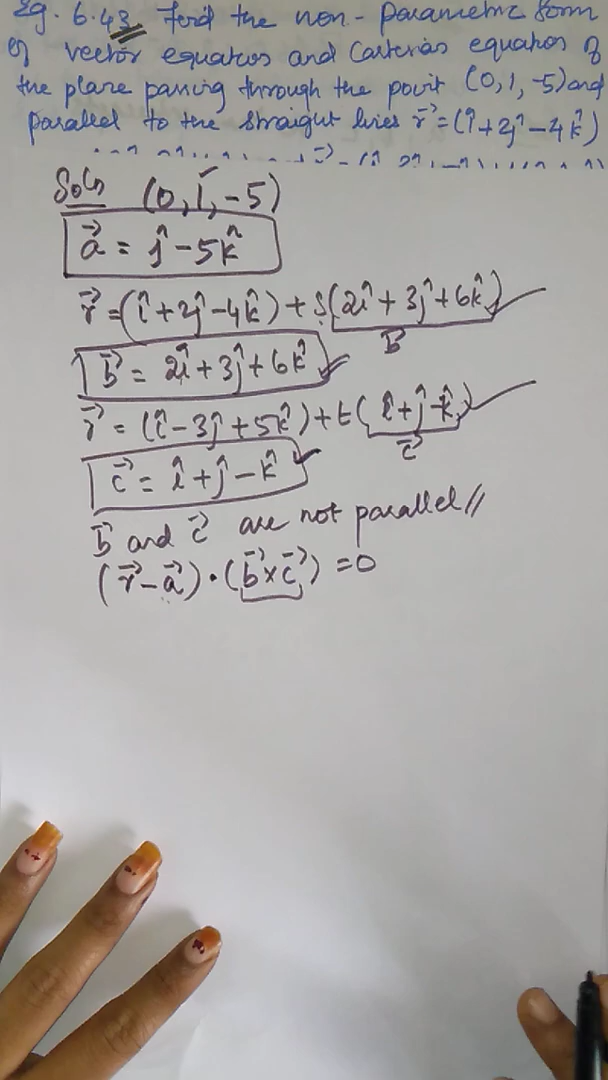 Eg. 6.43 Find the non-parametric form
of vector equation and Cartesian equation of
the plane passing through the point (0,1,-5) and
parallel to the straight lines r⃗=(î+2ĵ-4k̂)
Soln (0,1,-5)
a⃗ = ĵ-5k̂
r⃗=(î+2ĵ-4k̂)+s(2î+3ĵ+6k̂)
b⃗
b⃗ = 2î+3ĵ+6k̂
r⃗ = (î-3ĵ+5k̂)+t(î+ĵ-k̂)
c⃗
c⃗ = î+ĵ-k̂
b⃗ and c⃗ are not parallel//
(r⃗-a⃗)·(b⃗×c⃗)=0